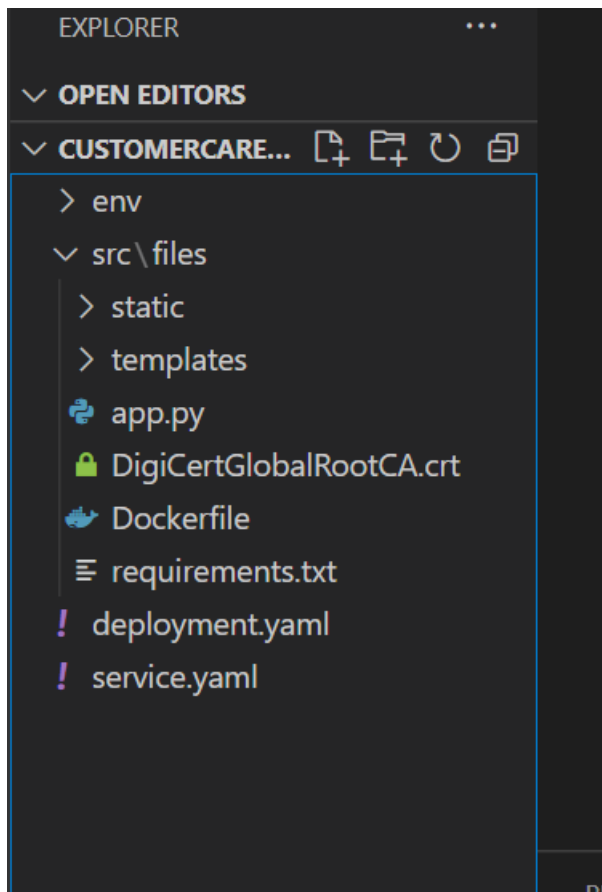 EXPLORER ...
OPEN EDITORS
CUSTOMERCARE...
env
src\files
static
templates
app.py
DigiCertGlobalRootCA.crt
Dockerfile
requirements.txt
! deployment.yaml
! service.yaml